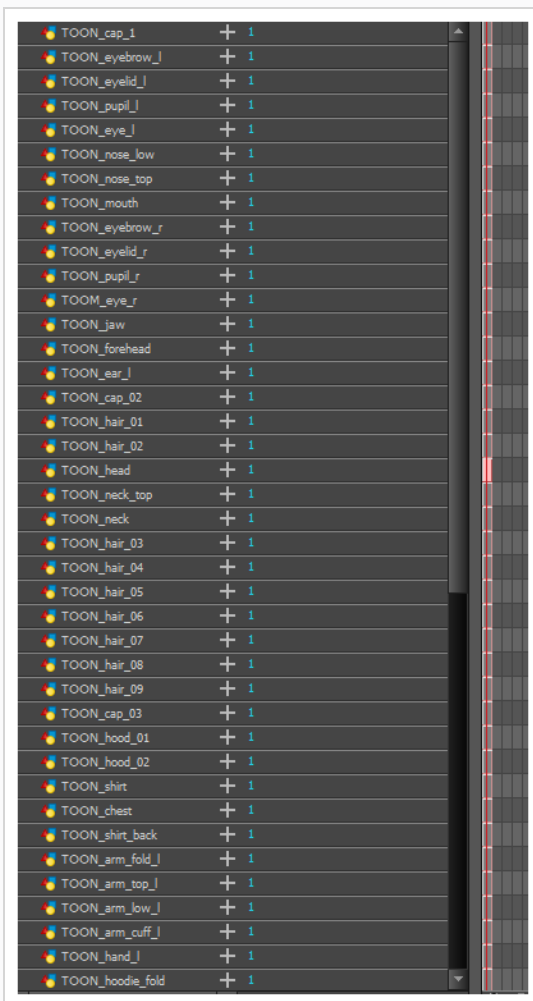 TOON_cap_1 1
TOON_eyebrow_l 1
TOON_eyelid_l 1
TOON_pupil_l 1
TOON_eye_l 1
TOON_nose_low 1
TOON_nose_top 1
TOON_mouth 1
TOON_eyebrow_r 1
TOON_eyelid_r 1
TOON_pupil_r 1
TOOM_eye_r 1
TOON_jaw 1
TOON_forehead 1
TOON_ear_l 1
TOON_cap_02 1
TOON_hair_01 1
TOON_hair_02 1
TOON_head 1
TOON_neck_top 1
TOON_neck 1
TOON_hair_03 1
TOON_hair_04 1
TOON_hair_05 1
TOON_hair_06 1
TOON_hair_07 1
TOON_hair_08 1
TOON_hair_09 1
TOON_cap_03 1
TOON_hood_01 1
TOON_hood_02 1
TOON_shirt 1
TOON_chest 1
TOON_shirt_back 1
TOON_arm_fold_l 1
TOON_arm_top_l 1
TOON_arm_low_l 1
TOON_arm_cuff_l 1
TOON_hand_l 1
TOON_hoodie_fold 1